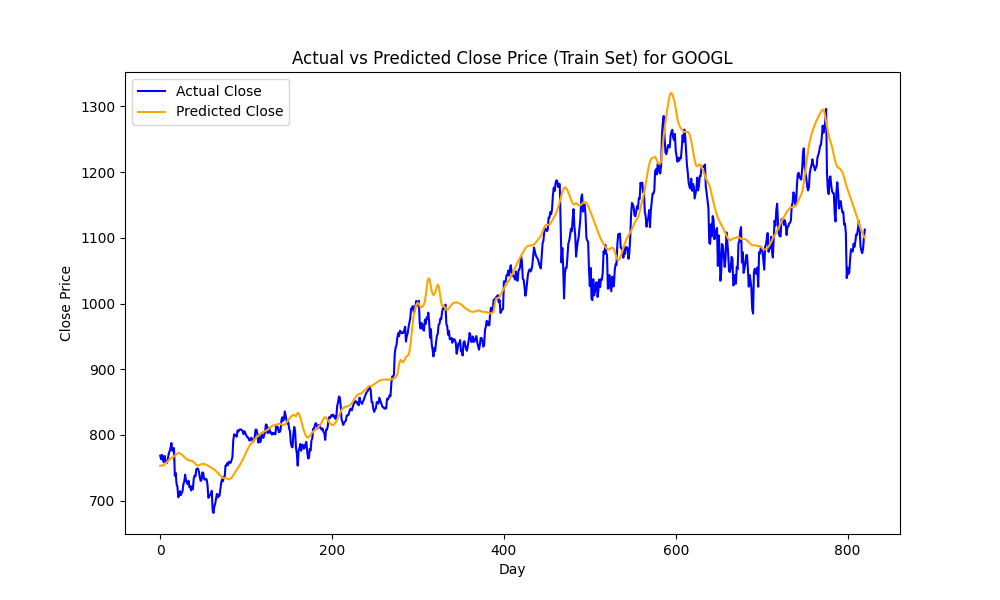 Actual vs Predicted Close Price (Train Set) for GOOGL
Actual Close
Predicted Close
Close Price
1300
1200
1100
1000
900
800
700
0 200 400 600 800
Day